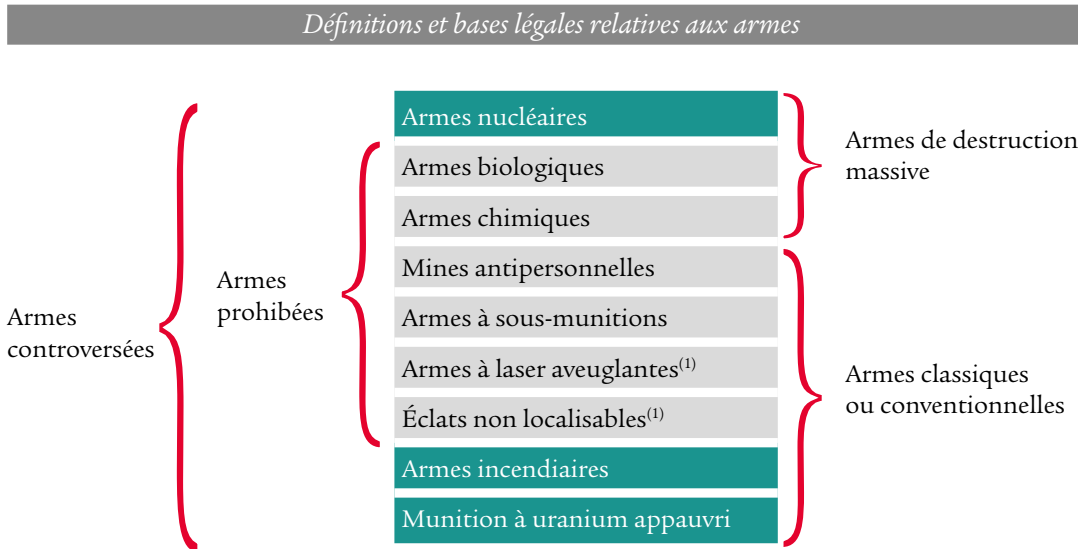 Définitions et bases légales relatives aux armes
Armes
controversées
Armes
prohibées
Armes nucléaires
Armes biologiques
Armes chimiques
Mines antipersonnelles
Armes à sous-munitions
Armes à laser aveuglantes(1)
Éclats non localisables(1)
Armes incendiaires
Munition à uranium appauvri
Armes de destruction
massive
Armes classiques
ou conventionnelles